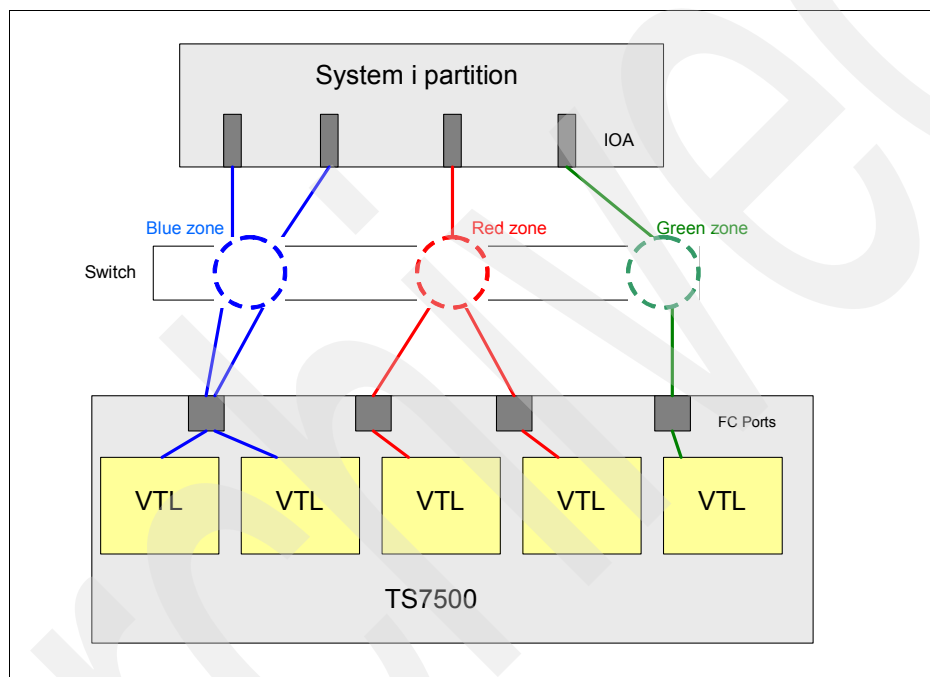 System i partition
IOA
Blue zone
Red zone
Green zone
Switch
FC Ports
VTL
VTL
VTL
VTL
VTL
TS7500